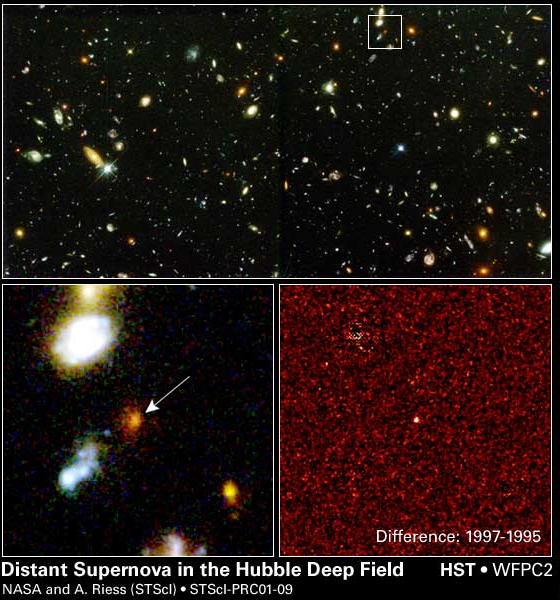 Difference: 1997-1995
Distant Supernova in the Hubble Deep Field HST • WFPC2
NASA and A. Riess (STScI) • STScI-PRC01-09